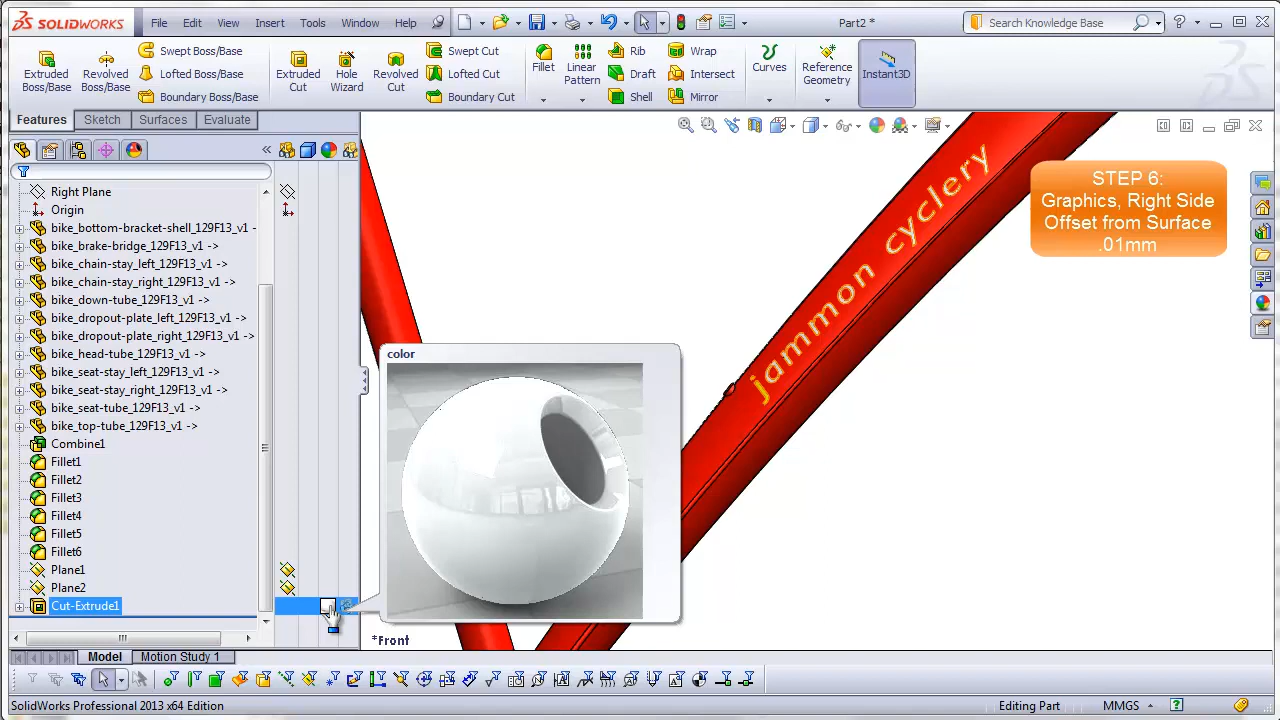 SOLIDWORKS File Edit View Insert Tools Window Help Part2 * Search Knowledge Base
Extruded Boss/Base
Revolved Boss/Base
Swept Boss/Base
Lofted Boss/Base
Boundary Boss/Base
Extruded Cut
Hole Wizard
Revolved Cut
Swept Cut
Lofted Cut
Boundary Cut
Fillet
Linear Pattern
Rib
Draft
Shell
Wrap
Intersect
Mirror
Curves
Reference Geometry
Instant3D
Features Sketch Surfaces Evaluate
Right Plane
Origin
bike_bottom-bracket-shell_129F13_v1 -
bike_brake-bridge_129F13_v1 ->
bike_chain-stay_left_129F13_v1 ->
bike_chain-stay_right_129F13_v1 ->
bike_down-tube_129F13_v1 ->
bike_dropout-plate_left_129F13_v1 ->
bike_dropout-plate_right_129F13_v1 ->
bike_head-tube_129F13_v1 ->
bike_seat-stay_left_129F13_v1 ->
bike_seat-stay_right_129F13_v1 ->
bike_seat-tube_129F13_v1 ->
bike_top-tube_129F13_v1 ->
Combine1
Fillet1
Fillet2
Fillet3
Fillet4
Fillet5
Fillet6
Plane1
Plane2
Cut-Extrude1
color
jammon cyclery
STEP 6:
Graphics, Right Side
Offset from Surface
.01mm
*Front
Model Motion Study 1
SolidWorks Professional 2013 x64 Edition Editing Part MMGS